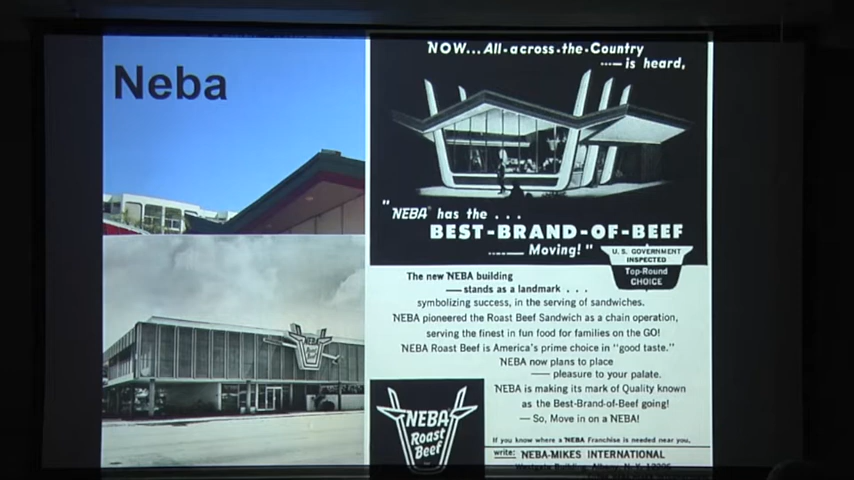 Neba
NOW...All-across-the-Country
is heard,
"NEBA® has the . . .
BEST-BRAND-OF-BEEF
Moving!"
U. S. GOVERNMENT
INSPECTED
Top-Round
CHOICE
The new NEBA building
—stands as a landmark . . .
symbolizing success, in the serving of sandwiches.
NEBA pioneered the Roast Beef Sandwich as a chain operation,
serving the finest in fun food for families on the GO!
NEBA Roast Beef is America's prime choice in "good taste."
NEBA now plans to place
— pleasure to your palate.
NEBA is making its mark of Quality known
as the Best-Brand-of-Beef going!
— So, Move in on a NEBA!
NEBA
Roast
Beef
If you know where a NEBA Franchise is needed near you,
write: NEBA-MIKES INTERNATIONAL